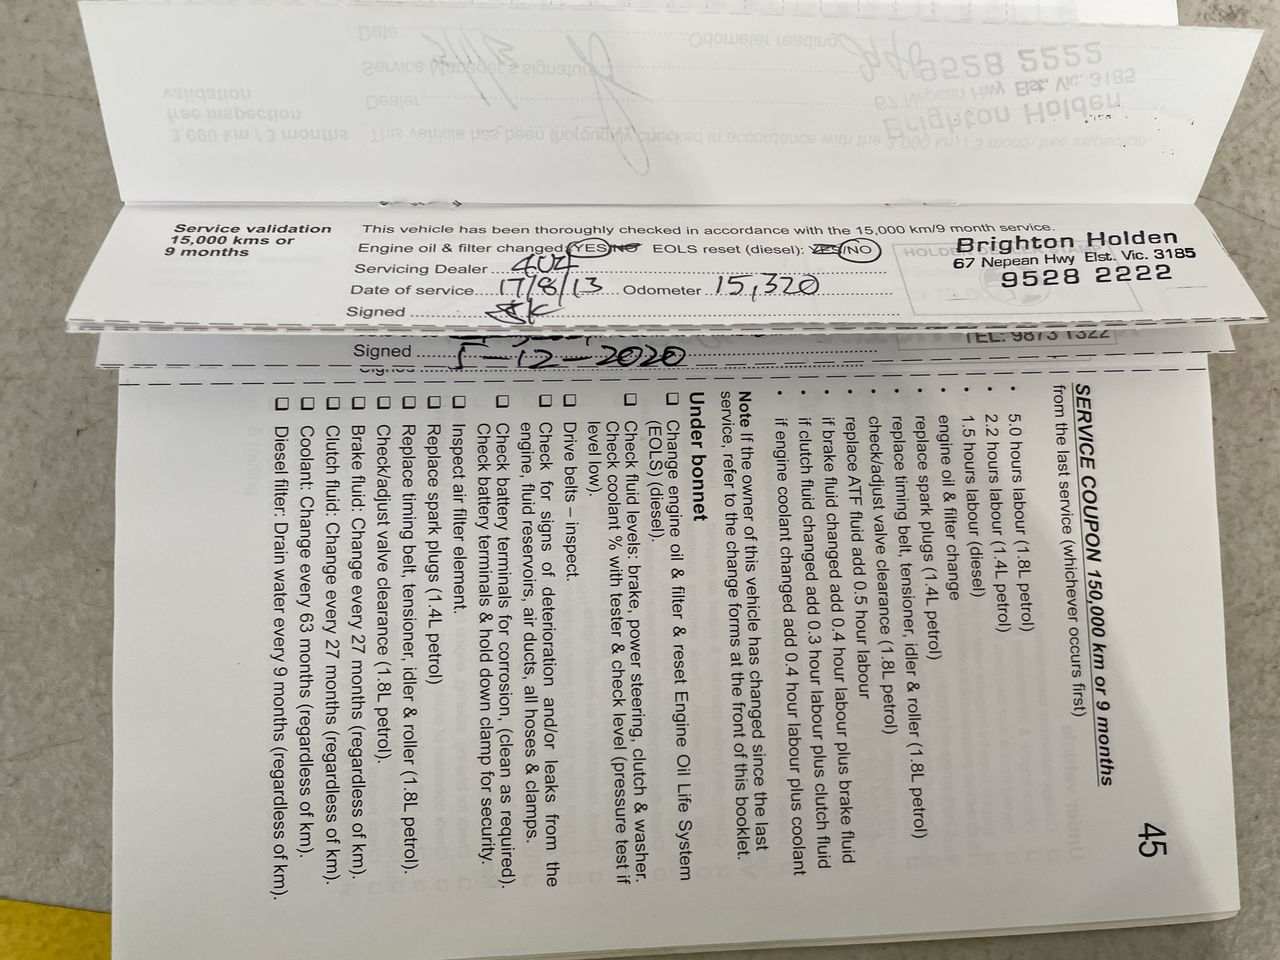 Service validation
15,000 kms or
9 months
This vehicle has been thoroughly checked in accordance with the 15,000 km/9 month service.
Engine oil & filter changed: YES/NO EOLS reset (diesel): YES/NO
Servicing Dealer 404
Date of service 17/8/13 Odometer 15,320
Signed
Brighton Holden
67 Nepean Hwy Elst. Vic. 3185
9528 2222
TEL: 9873 1322
Signed 5-12-2020
45
SERVICE COUPON 150,000 km or 9 months
from the last service (whichever occurs first)
• 5.0 hours labour (1.8L petrol)
• 2.2 hours labour (1.4L petrol)
• 1.5 hours labour (diesel)
• engine oil & filter change
• replace spark plugs (1.4L petrol)
• replace timing belt, tensioner, idler & roller (1.8L petrol)
• check/adjust valve clearance (1.8L petrol)
• replace ATF fluid add 0.5 hour labour
• if brake fluid changed add 0.4 hour labour plus brake fluid
• if clutch fluid changed add 0.3 hour labour plus clutch fluid
• if engine coolant changed add 0.4 hour labour plus coolant
Note If the owner of this vehicle has changed since the last
service, refer to the change forms at the front of this booklet.
Under bonnet
❑ Change engine oil & filter & reset Engine Oil Life System
(EOLS) (diesel).
❑ Check fluid levels: brake, power steering, clutch & washer.
Check coolant % with tester & check level (pressure test if
level low).
❑ Drive belts – inspect.
❑ Check for signs of deterioration and/or leaks from the
engine, fluid reservoirs, air ducts, all hoses & clamps.
❑ Check battery terminals for corrosion, (clean as required).
Check battery terminals & hold down clamp for security.
❑ Inspect air filter element.
❑ Replace spark plugs (1.4L petrol)
❑ Replace timing belt, tensioner, idler & roller (1.8L petrol).
❑ Check/adjust valve clearance (1.8L petrol).
❑ Brake fluid: Change every 27 months (regardless of km),
❑ Clutch fluid: Change every 27 months (regardless of km).
❑ Coolant: Change every 63 months (regardless of km).
❑ Diesel filter: Drain water every 9 months (regardless of km).